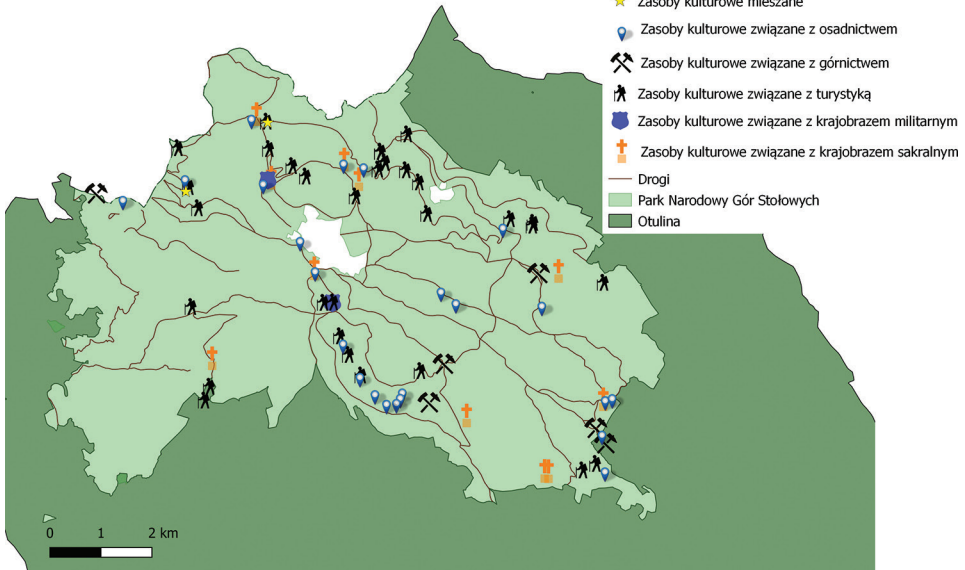 Zasoby kulturowe mieszane
Zasoby kulturowe związane z osadnictwem
Zasoby kulturowe związane z górnictwem
Zasoby kulturowe związane z turystyką
Zasoby kulturowe związane z krajobrazem militarnym
Zasoby kulturowe związane z krajobrazem sakralnym
Drogi
Park Narodowy Gór Stołowych
Otulina
0 1 2 km